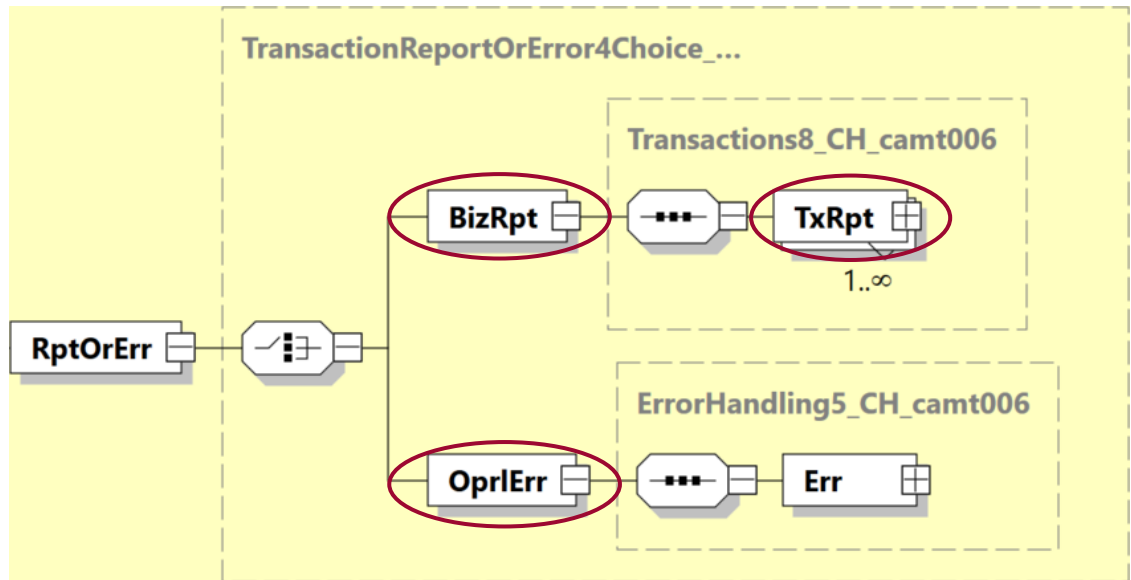 TransactionReportOrError4Choice_...
Transactions8_CH_camt006
BizRpt
TxRpt
1..∞
RptOrErr
ErrorHandling5_CH_camt006
OprlErr
Err